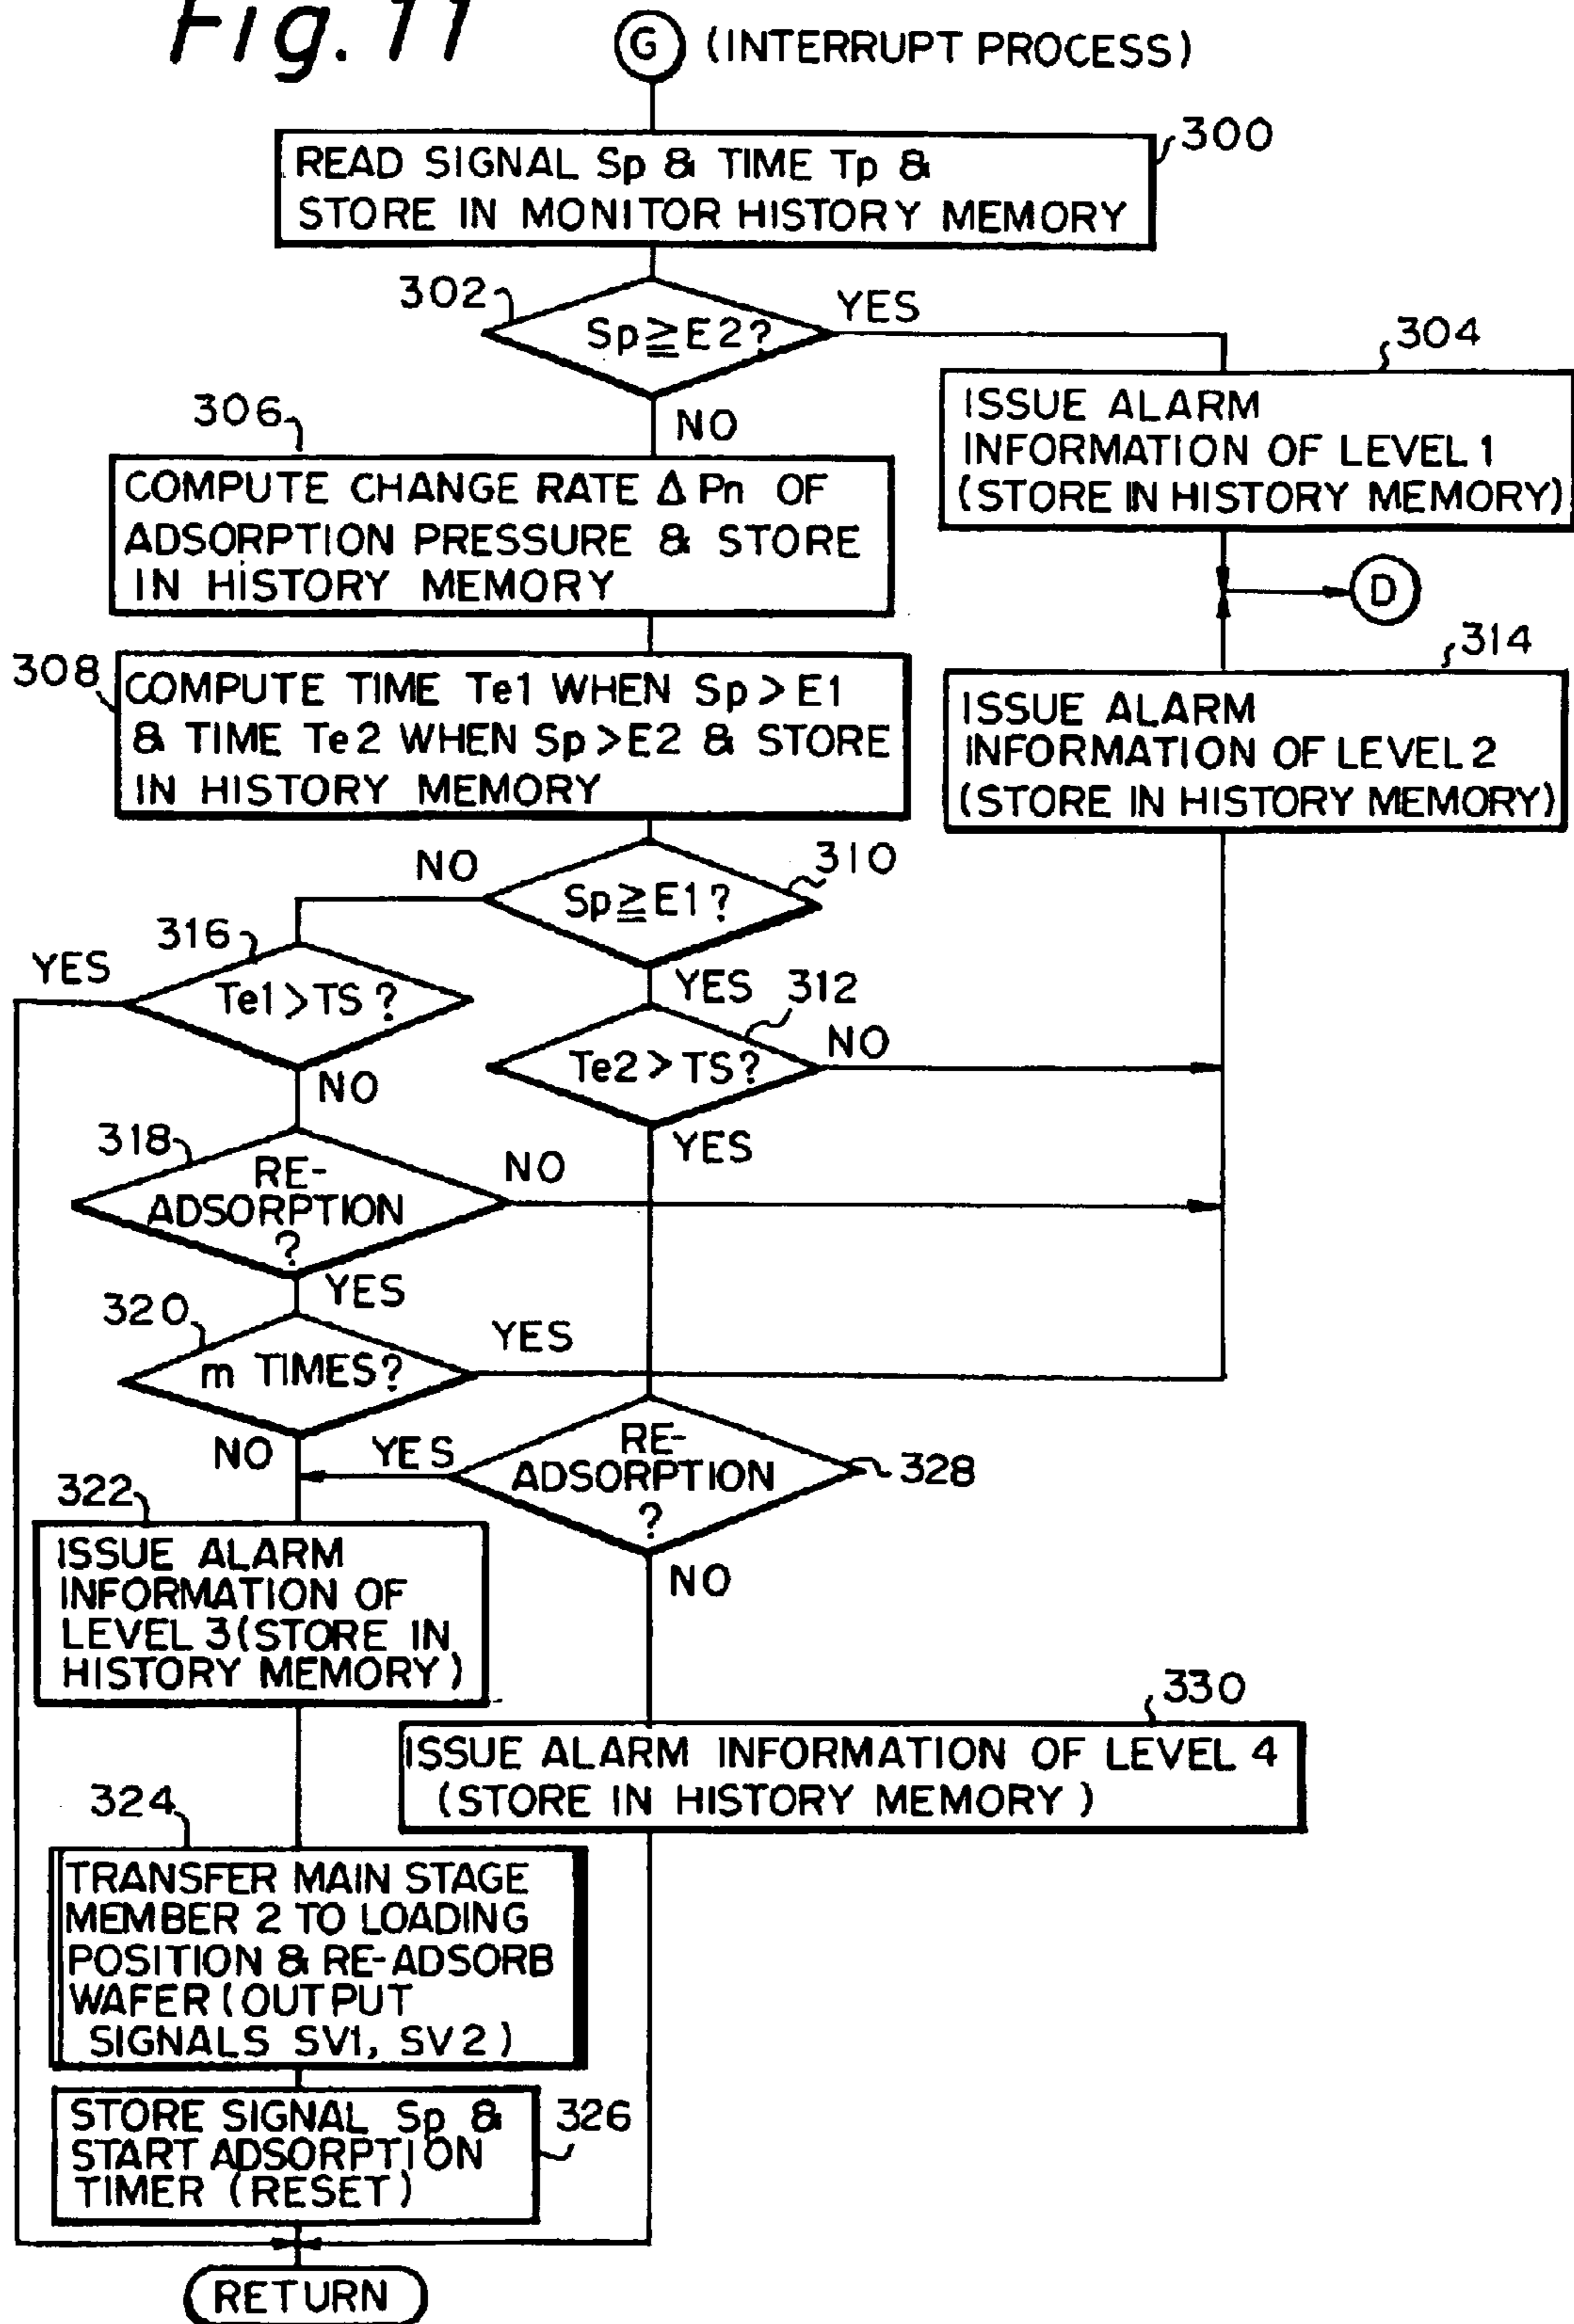 Fig. 11
G (INTERRUPT PROCESS)
300
READ SIGNAL Sp & TIME Tp &
STORE IN MONITOR HISTORY MEMORY
302
Sp≧E2?
YES
NO
304
ISSUE ALARM
INFORMATION OF LEVEL 1
(STORE IN HISTORY MEMORY)
306
COMPUTE CHANGE RATE Δ Pn OF
ADSORPTION PRESSURE & STORE
IN HISTORY MEMORY
D
308
COMPUTE TIME Te1 WHEN Sp > E1
& TIME Te2 WHEN Sp >E2 & STORE
IN HISTORY MEMORY
314
ISSUE ALARM
INFORMATION OF LEVEL 2
(STORE IN HISTORY MEMORY)
310
Sp≧E1?
NO
YES
316
Te1>TS?
YES
NO
312
Te2>TS?
NO
YES
318
RE-
ADSORPTION
?
NO
YES
320
m TIMES?
YES
NO
328
RE-
ADSORPTION
?
YES
NO
322
ISSUE ALARM
INFORMATION OF
LEVEL 3(STORE IN
HISTORY MEMORY)
330
ISSUE ALARM INFORMATION OF LEVEL 4
(STORE IN HISTORY MEMORY)
324
TRANSFER MAIN STAGE
MEMBER 2 TO LOADING
POSITION & RE-ADSORB
WAFER(OUTPUT
SIGNALS SV1, SV2)
326
STORE SIGNAL Sp &
START ADSORPTION
TIMER (RESET)
RETURN